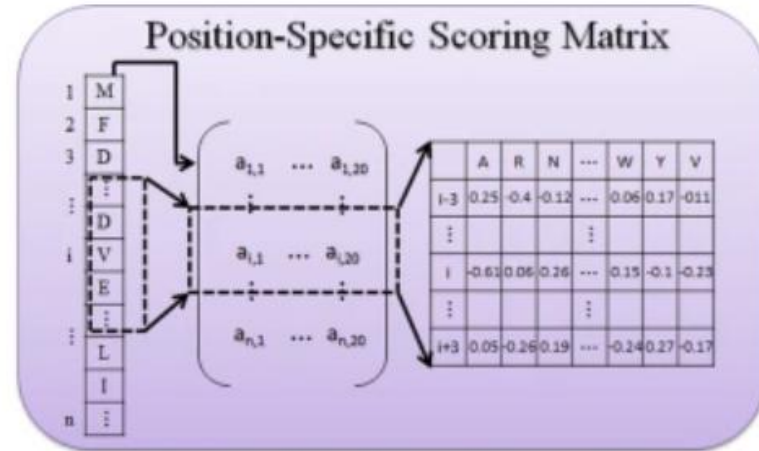 Position-Specific Scoring Matrix
1 M
2 F
3 D
⋮
⋮ D
i V
E
⋮
⋮ L
I
n ⋮
a1,1 ... a1,20
⋮ ⋮
ai,1 ... ai,20
⋮ ⋮
an,1 ... an,20
A R N ... W Y V
i-3 0.25 -0.4 -0.12 ... 0.06 0.17 -011
⋮ ⋮
i -0.61 0.06 0.26 ... 0.15 -0.1 -0.23
⋮ ⋮
i+3 0.05 -0.26 0.19 ... -0.24 0.27 -0.17